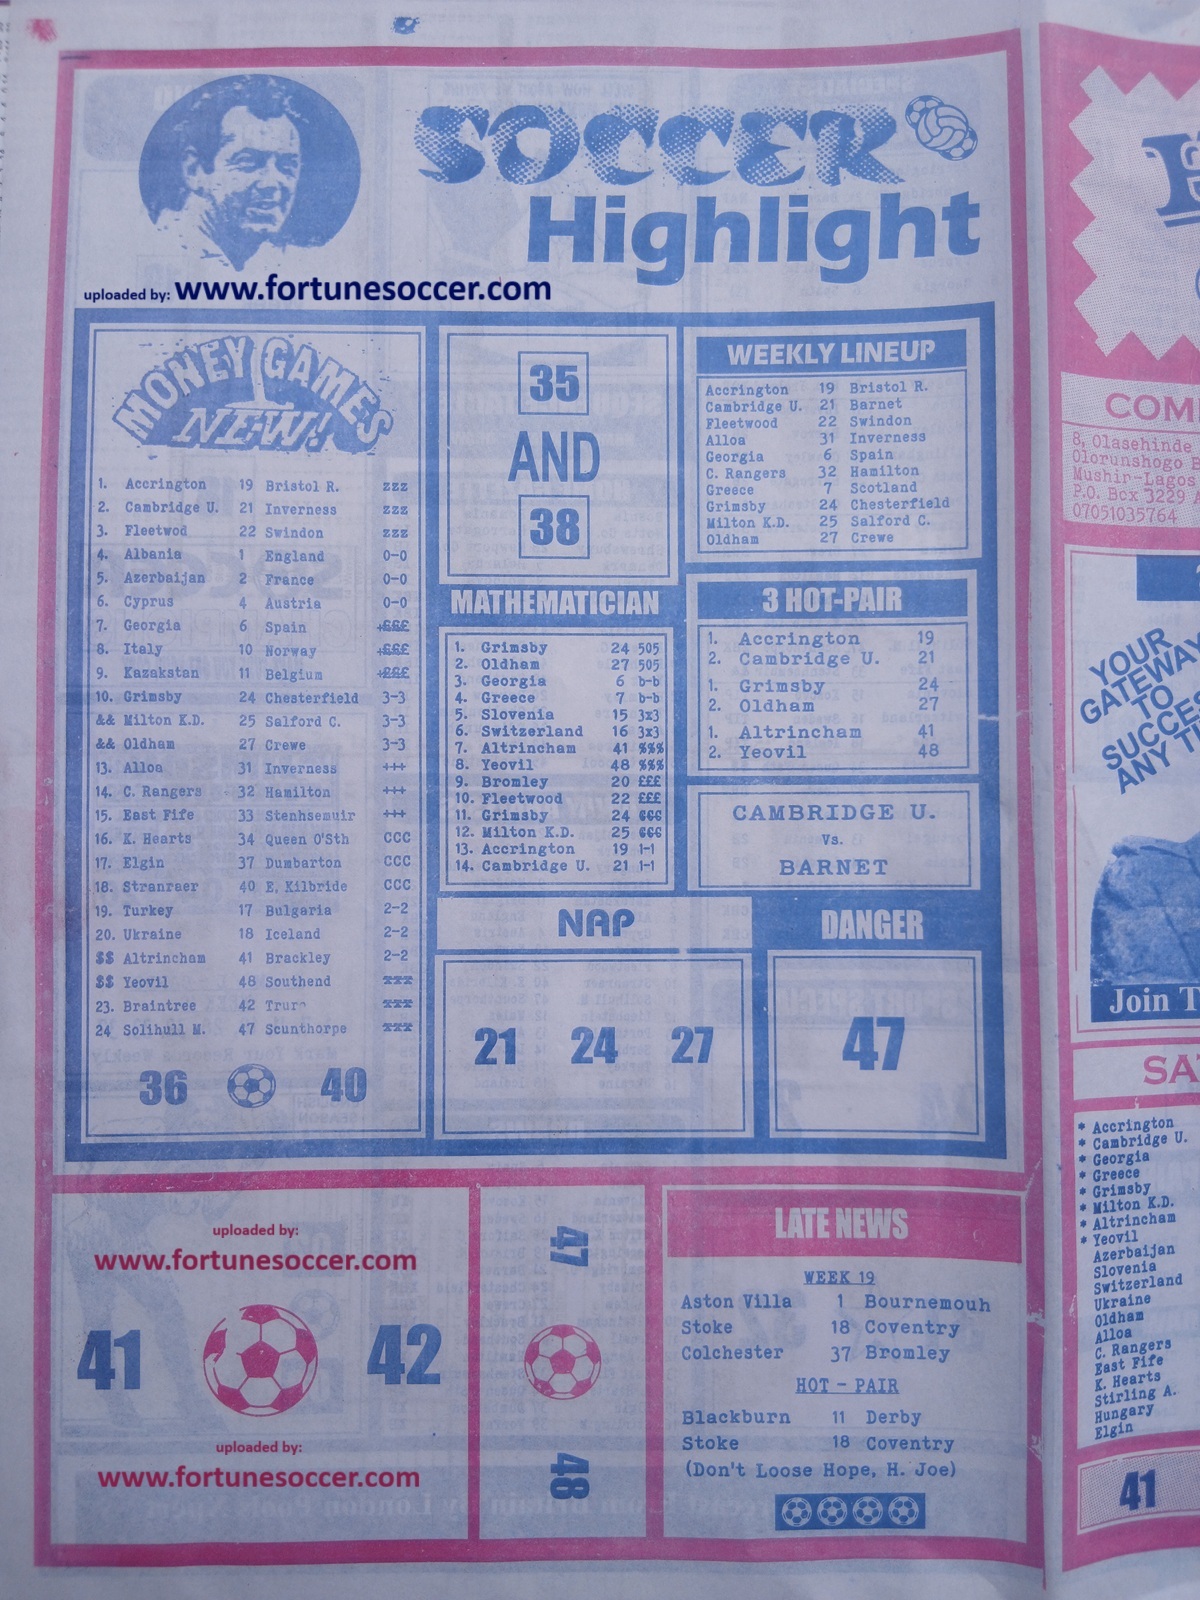 SOCCER
Highlight
uploaded by: www.fortunesoccer.com
MONEY GAMES
NEW!
1. Accrington 19 Bristol R. zzz
2. Cambridge U. 21 Inverness zzz
3. Fleetwod 22 Swindon zzz
4. Albania 1 England 0-0
5. Azerbaijan 2 France 0-0
6. Cyprus 4 Austria 0-0
7. Georgia 6 Spain +£££
8. Italy 10 Norway +£££
9. Kazakstan 11 Belgium +£££
10. Grimsby 24 Chesterfield 3-3
&& Milton K.D. 25 Salford C. 3-3
&& Oldham 27 Crewe 3-3
13. Alloa 31 Inverness +++
14. C. Rangers 32 Hamilton +++
15. East Fife 33 Stenhsemuir +++
16. K. Hearts 34 Queen O'Sth CCC
17. Elgin 37 Dumbarton CCC
18. Stranraer 40 E. Kilbride CCC
19. Turkey 17 Bulgaria 2-2
20. Ukraine 18 Iceland 2-2
$$ Altrincham 41 Brackley 2-2
$$ Yeovil 48 Southend
23. Braintree 42 Truro
24 Solihull M. 47 Scunthorpe
36 40
35
AND
38
MATHEMATICIAN
1. Grimsby 24 505
2. Oldham 27 505
3. Georgia 6 b-b
4. Greece 7 b-b
5. Slovenia 15 3x3
6. Switzerland 16 3x3
7. Altrincham 41 %%%
8. Yeovil 48 %%%
9. Bromley 20 £££
10. Fleetwood 22 £££
11. Grimsby 24
12. Milton K.D. 25
13. Accrington 19 1-1
14. Cambridge U. 21 1-1
WEEKLY LINEUP
Accrington 19 Bristol R.
Cambridge U. 21 Barnet
Fleetwood 22 Swindon
Alloa 31 Inverness
Georgia 6 Spain
C. Rangers 32 Hamilton
Greece 7 Scotland
Grimsby 24 Chesterfield
Milton K.D. 25 Salford C.
Oldham 27 Crewe
3 HOT-PAIR
1. Accrington 19
2. Cambridge U. 21
1. Grimsby 24
2. Oldham 27
1. Altrincham 41
2. Yeovil 48
CAMBRIDGE U.
Vs.
BARNET
NAP
21 24 27
DANGER
47
uploaded by:
www.fortunesoccer.com
41 42
uploaded by:
www.fortunesoccer.com
47
48
LATE NEWS
WEEK 19
Aston Villa 1 Bournemouh
Stoke 18 Coventry
Colchester 37 Bromley
HOT - PAIR
Blackburn 11 Derby
Stoke 18 Coventry
(Don't Loose Hope, H. Joe)
COM
8, Olasehinde
Olorunshogo B
Mushir-Lagos
P.O. Box 3229
07051035764
YOUR
GATEWAY
TO
SUCCES
ANY TI
Join T
SA
* Accrington
* Cambridge U.
* Georgia
* Greece
* Grimsby
* Milton K.D.
* Altrincham
* Yeovil
Azerbaijan
Slovenia
Switzerland
Ukraine
Oldham
Alloa
C. Rangers
East Fife
K. Hearts
Stirling A.
Hungary
Elgin
41